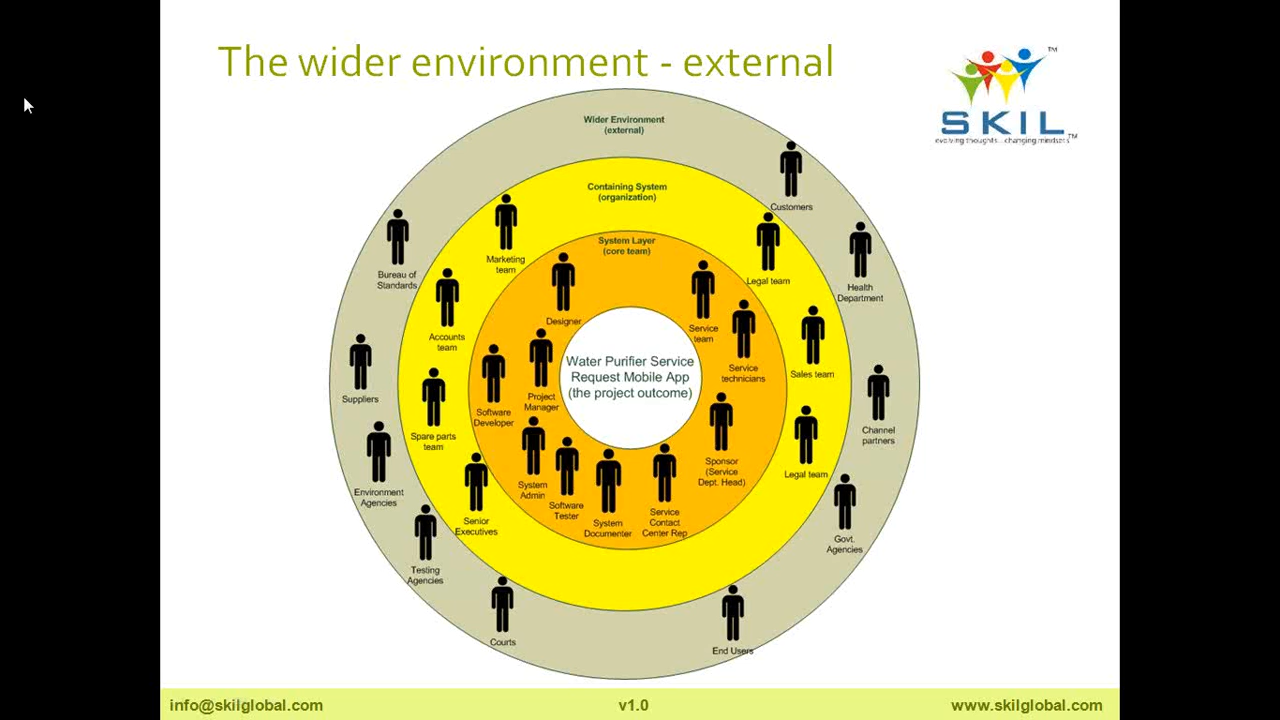 The wider environment - external
TM
SKIL
evolving thoughts...changing mindsets
TM
Wider Environment
(external)
Customers
Containing System
(organization)
Marketing
team
System Layer
(core team)
Legal team
Bureau of
Standards
Health
Department
Designer
Accounts
team
Service
team
Service
technicians
Sales team
Water Purifier Service
Request Mobile App
(the project outcome)
Suppliers
Project
Manager
Software
Developer
Spare parts
team
Channel
partners
Sponsor
(Service
Dept. Head)
Legal team
System
Admin
Environment
Agencies
Software
Tester
Service
Contact
Center Rep
System
Documenter
Senior
Executives
Govt.
Agencies
Testing
Agencies
Courts
End Users
info@skilglobal.com
v1.0
www.skilglobal.com